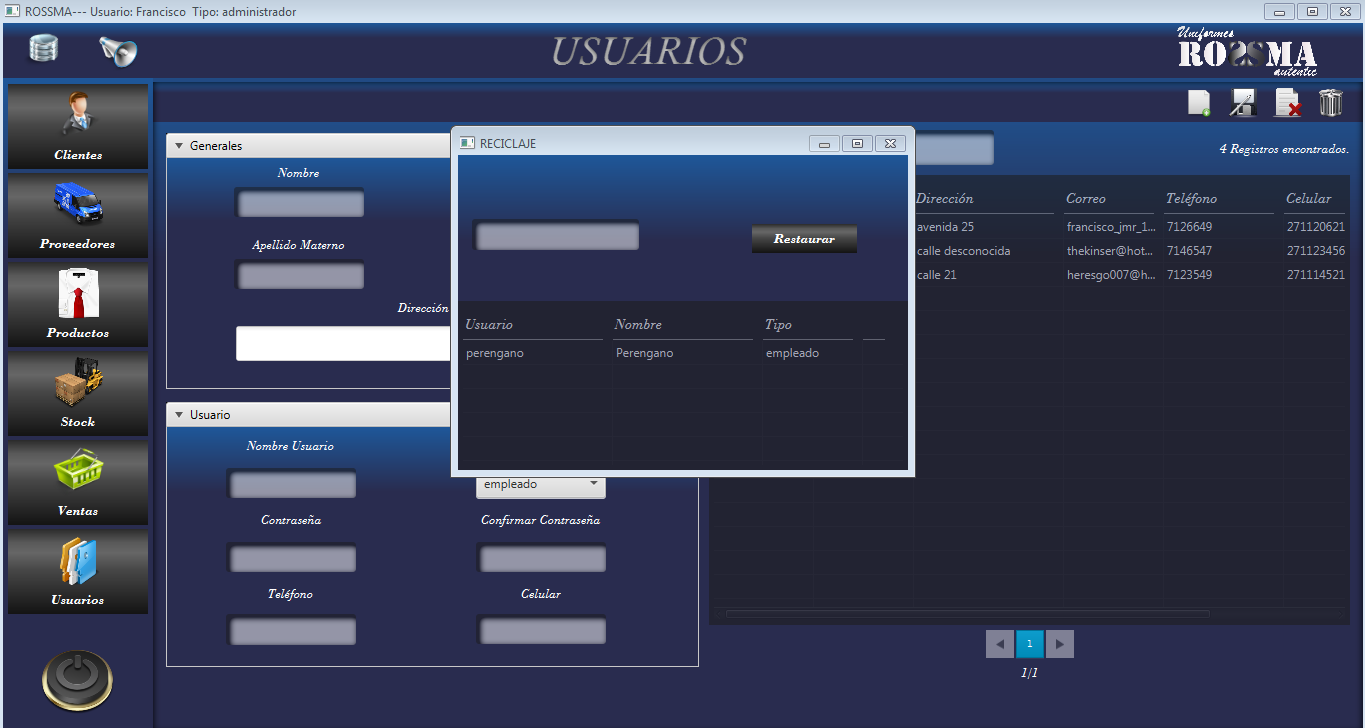 ROSSMA--- Usuario: Francisco Tipo: administrador
USUARIOS
Uniformes
ROSSMA
autentic
Clientes
Proveedores
Productos
Stock
Ventas
Usuarios
Generales
Nombre
Apellido Materno
Dirección
Usuario
Nombre Usuario
empleado
Contraseña
Confirmar Contraseña
Teléfono
Celular
RECICLAJE
Restaurar
Usuario Nombre Tipo
perengano Perengano empleado
4 Registros encontrados.
Dirección Correo Teléfono Celular
avenida 25 francisco_jmr_1... 7126649 271120621
calle desconocida thekinser@hot... 7146547 271123456
calle 21 heresgo007@h... 7123549 271114521
1
1/1